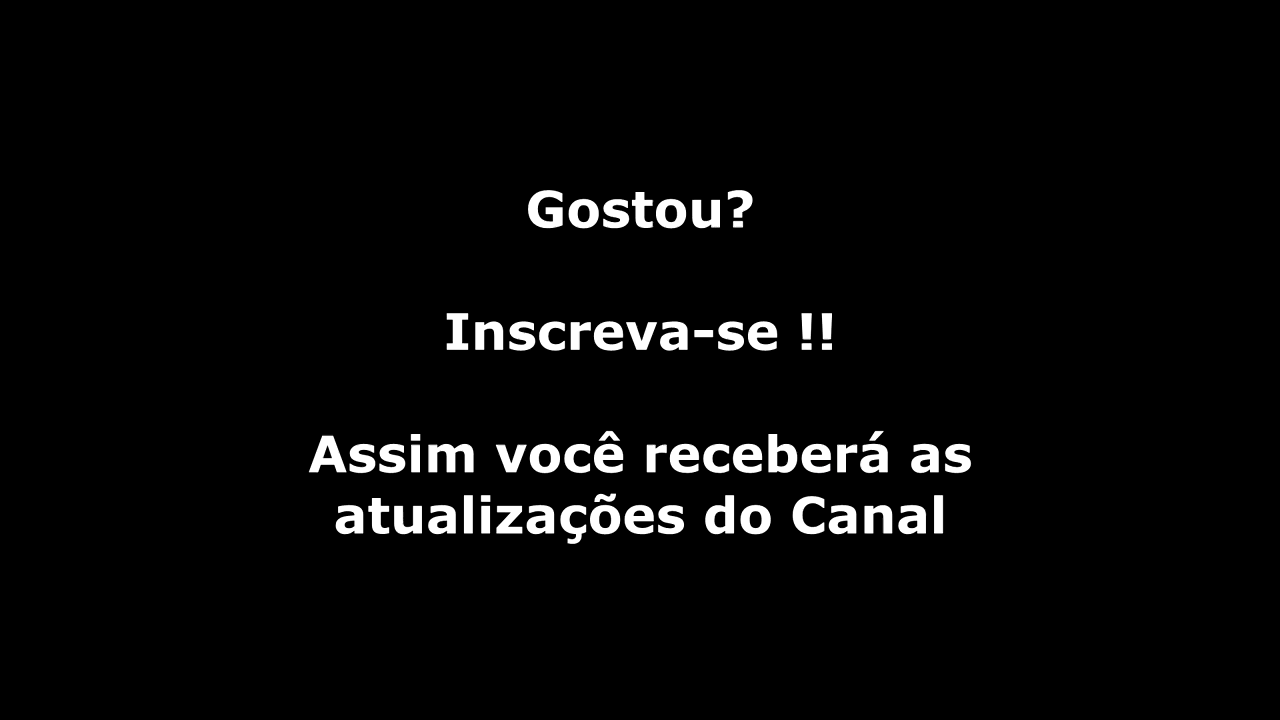 Gostou?
Inscreva-se !!
Assim você receberá as
atualizações do Canal